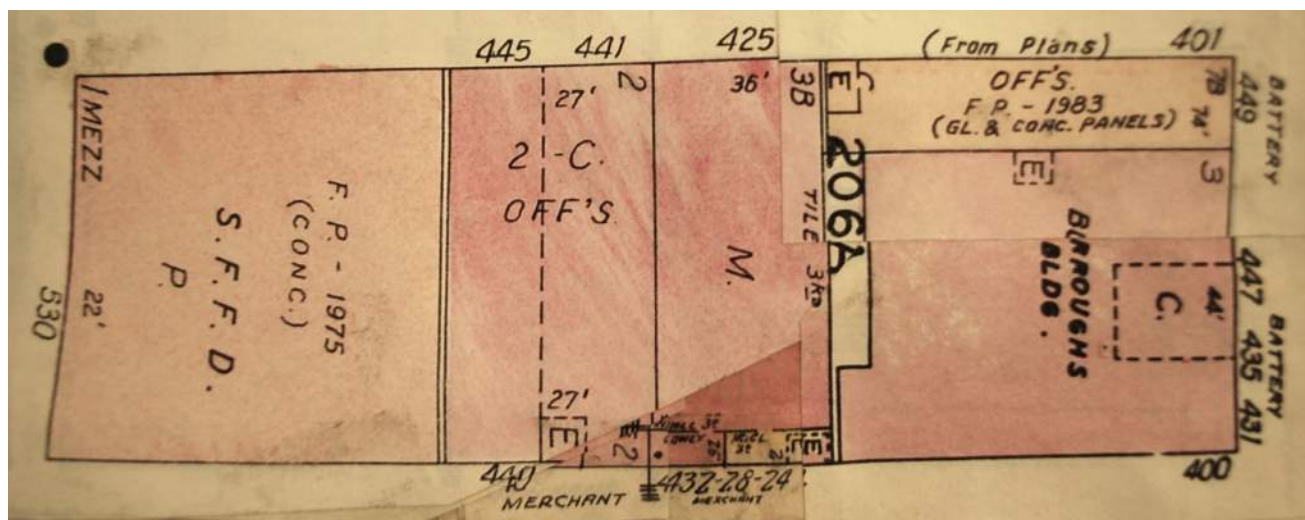 445 441 425 (From Plans) 401
1 MEZZ
22'
530
F. P. - 1975
(CONC.)
S. F. F. D.
P
27'
2
2 - C.
OFF'S.
27'
E
440
36'
M.
3B
TILE
E
206A
OFF'S.
F. P. - 1983
(GL. & CONC. PANELS)
7B
74'
449
BATTERY
E
3
BURROUGHS
BLDG.
C.
44'
447 435 431
BATTERY
400
2
E
MERCHANT
432-28-24
MERCHANT